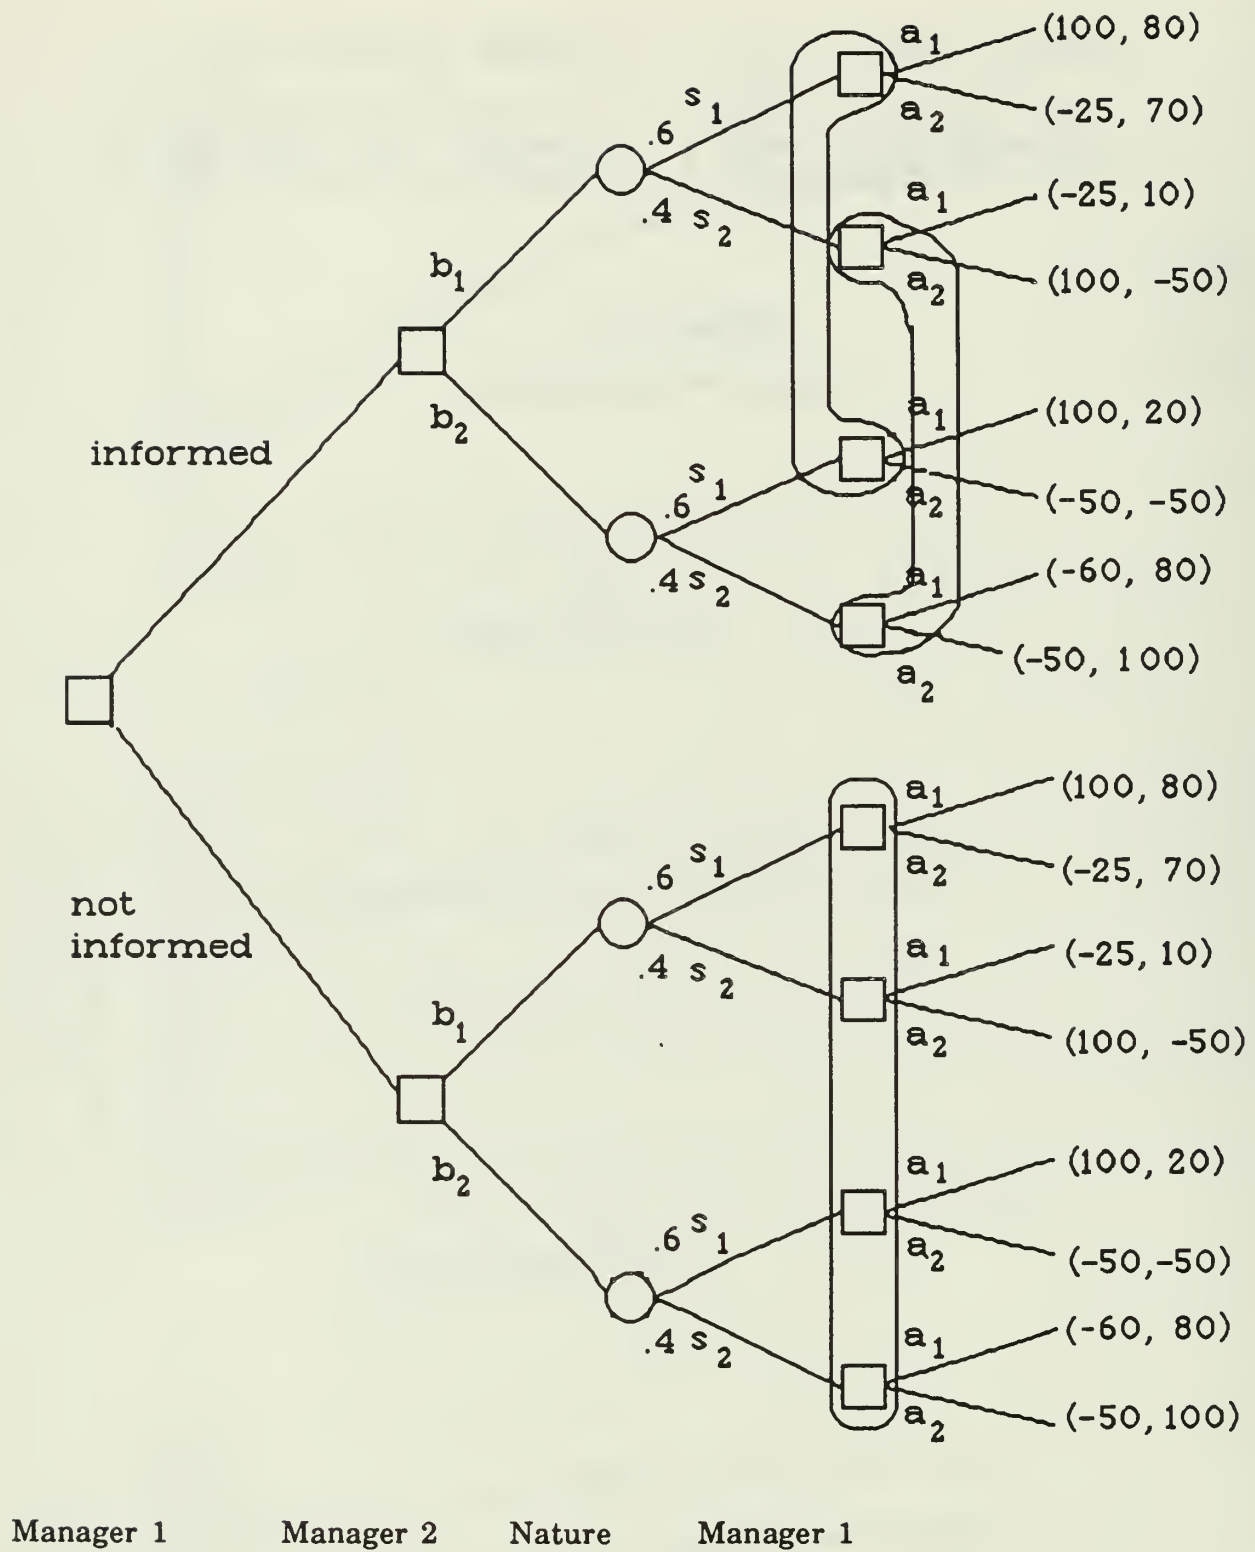 a1 (100, 80)
s1
.6
a2 (-25, 70)
a1 (-25, 10)
.4 s2
b1
a2 (100, -50)
a1 (100, 20)
b2
informed
s1
.6
a2 (-50, -50)
a1 (-60, 80)
.4 s2
(-50, 100)
a2
a1 (100, 80)
s1
.6
a2 (-25, 70)
not
informed
a1 (-25, 10)
.4 s2
b1
a2 (100, -50)
a1 (100, 20)
b2
s1
.6
a2 (-50,-50)
a1 (-60, 80)
.4 s2
a2 (-50,100)
Manager 1 Manager 2 Nature Manager 1